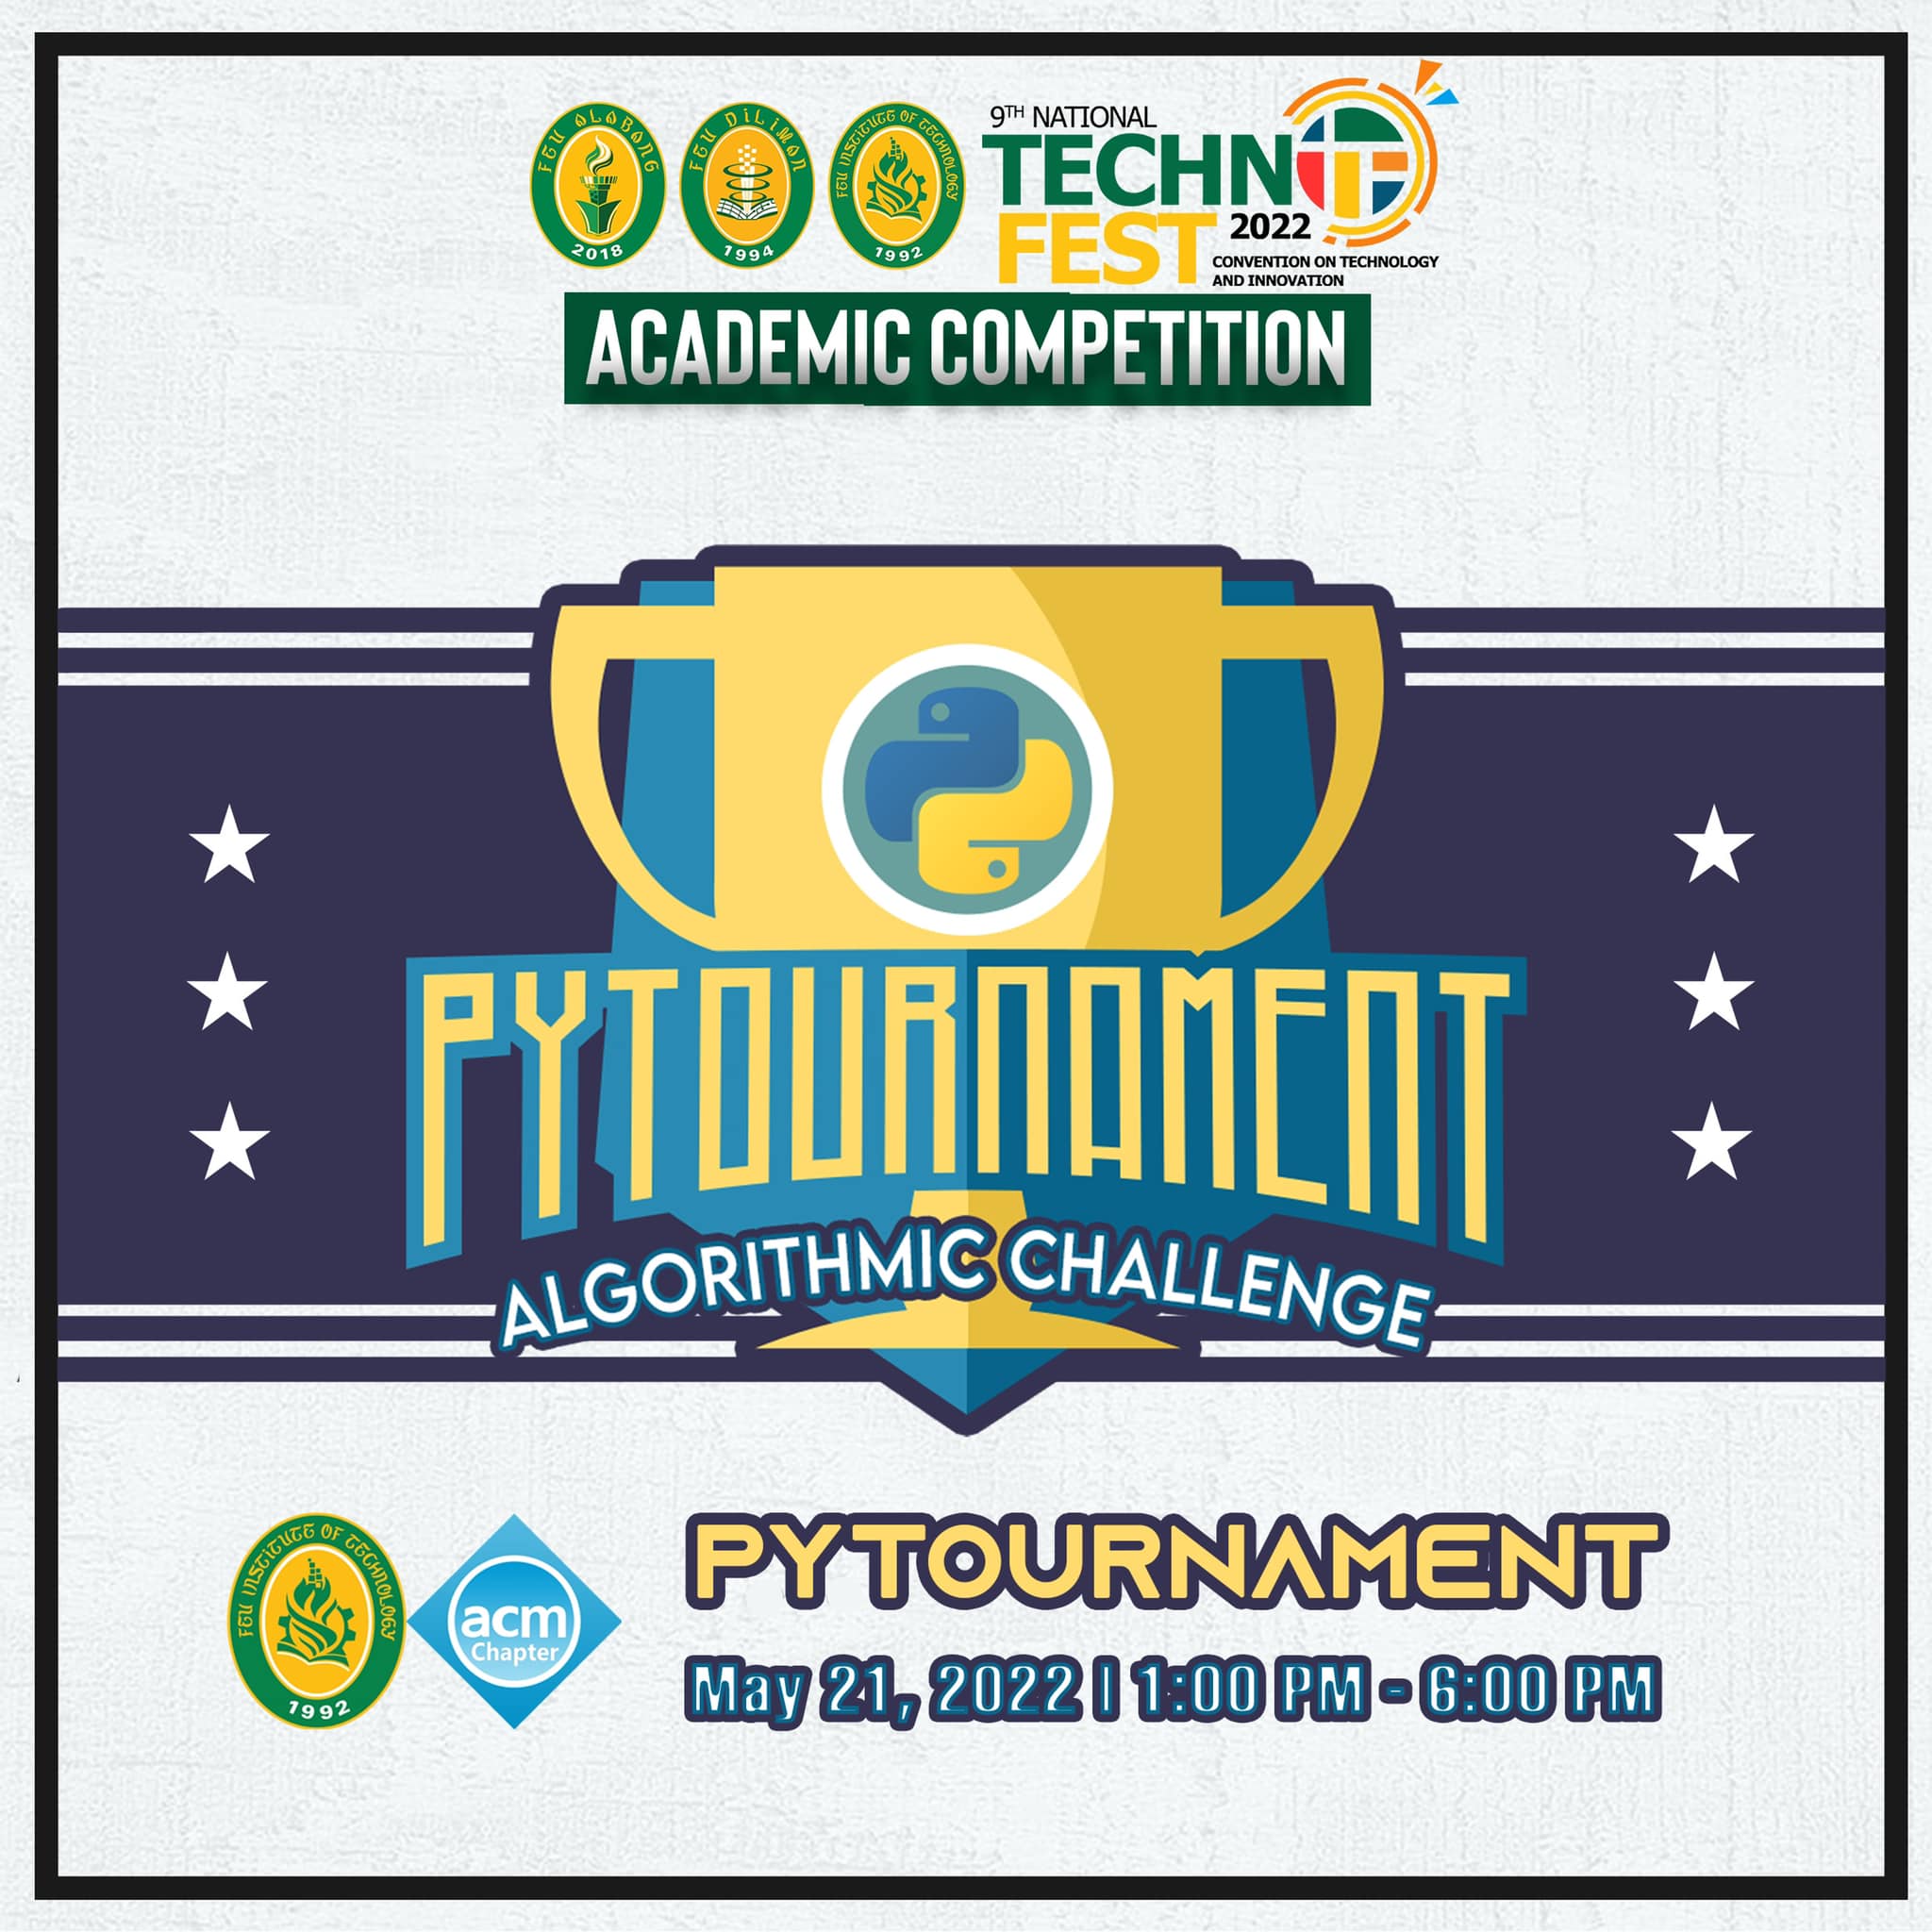 FEU ALABANG
2018
FEU DILIMAN
1994
FEU INSTITUTE OF TECHNOLOGY
1992
9TH NATIONAL
TECHNO
FEST 2022
CONVENTION ON TECHNOLOGY
AND INNOVATION
ACADEMIC COMPETITION
PYTOURNAMENT
ALGORITHMIC CHALLENGE
FEU INSTITUTE OF TECHNOLOGY
1992
acm
Chapter
PYTOURNAMENT
May 21, 2022 | 1:00 PM - 6:00 PM